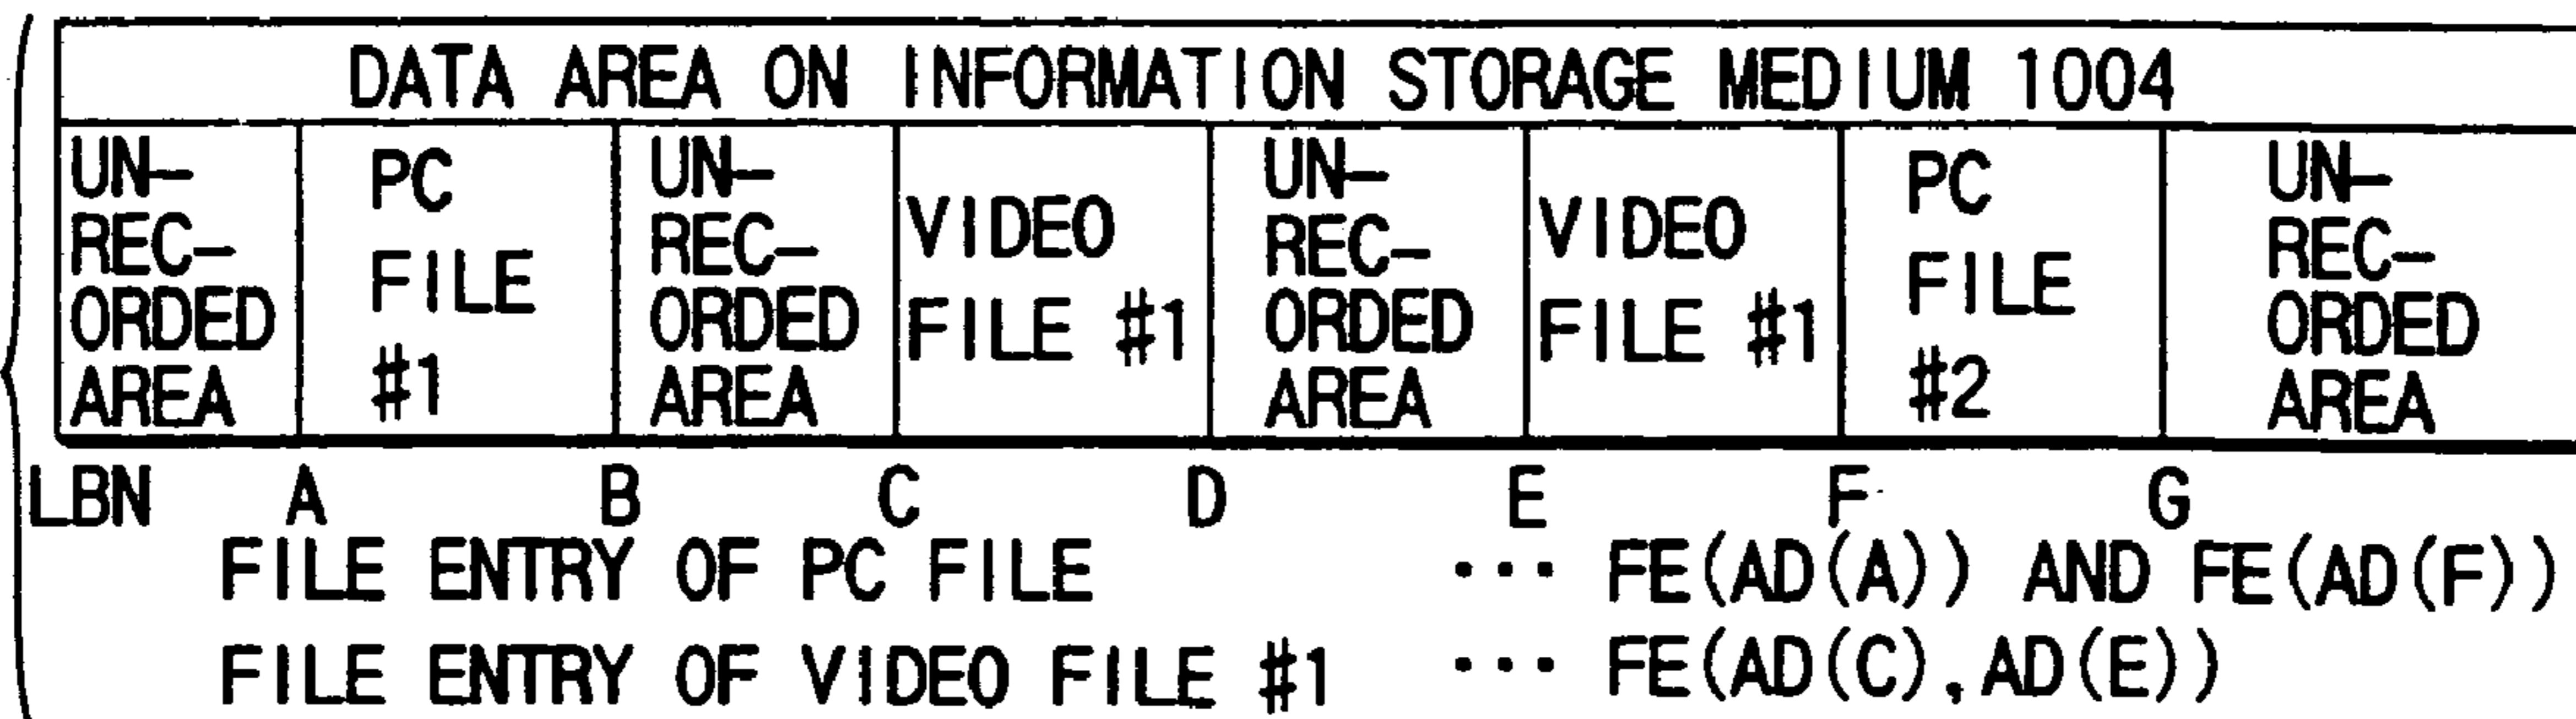 DATA AREA ON INFORMATION STORAGE MEDIUM 1004
UN-
REC-
ORDED
AREA
PC
FILE
#1
UN-
REC-
ORDED
AREA
VIDEO
FILE #1
UN-
REC-
ORDED
AREA
VIDEO
FILE #1
PC
FILE
#2
UN-
REC-
ORDED
AREA
LBN A B C D E F G
FILE ENTRY OF PC FILE ··· FE(AD(A)) AND FE(AD(F))
FILE ENTRY OF VIDEO FILE #1 ··· FE(AD(C),AD(E))